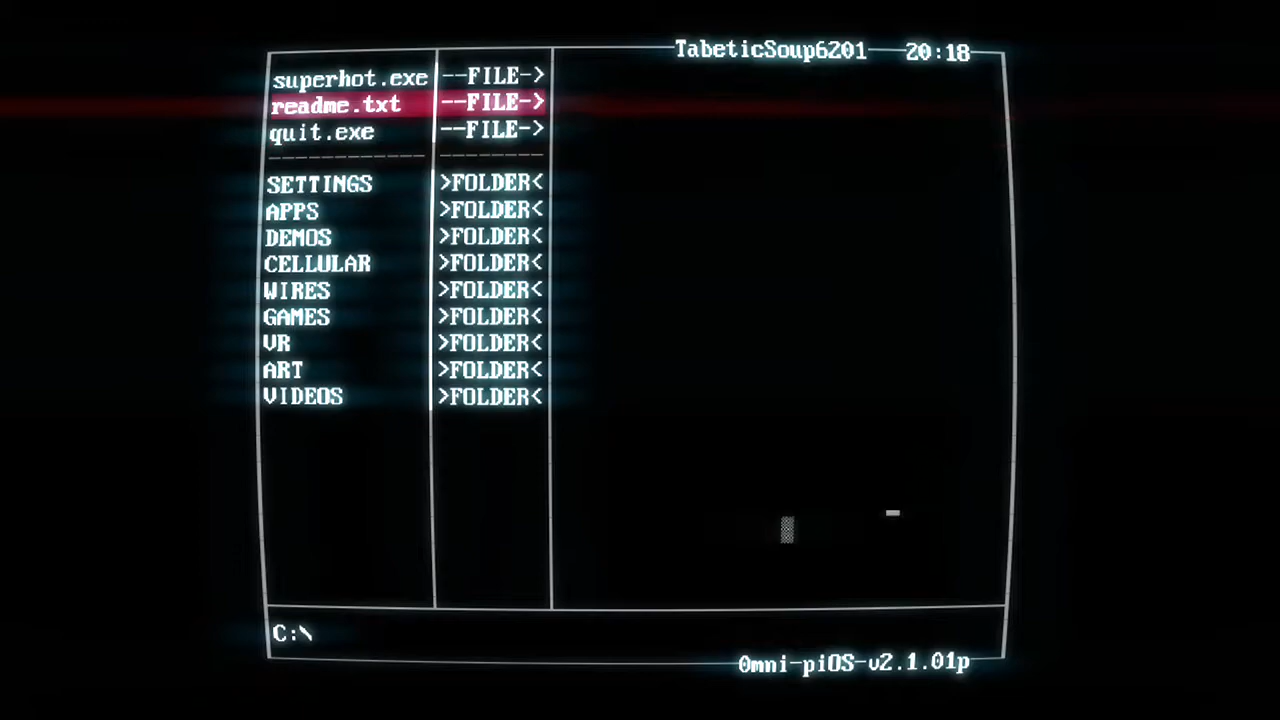 TabeticSoup6201 20:18
superhot.exe --FILE->
readme.txt --FILE->
quit.exe --FILE->
SETTINGS >FOLDER<
APPS >FOLDER<
DEMOS >FOLDER<
CELLULAR >FOLDER<
WIRES >FOLDER<
GAMES >FOLDER<
VR >FOLDER<
ART >FOLDER<
VIDEOS >FOLDER<
C:\
0mni-piOS-v2.1.01p